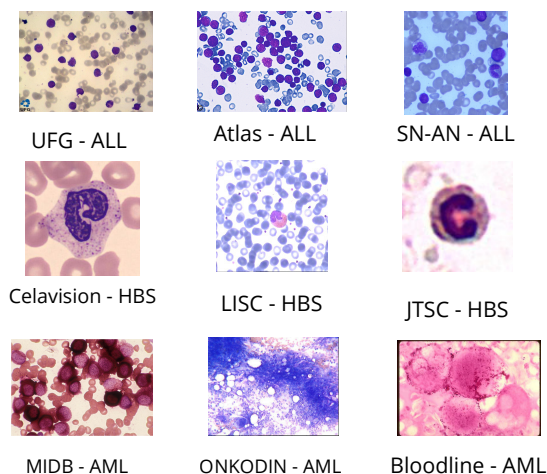 UFG - ALL
Atlas - ALL
SN-AN - ALL
Celavision - HBS
LISC - HBS
JTSC - HBS
MIDB - AML
ONKODIN - AML
Bloodline - AML